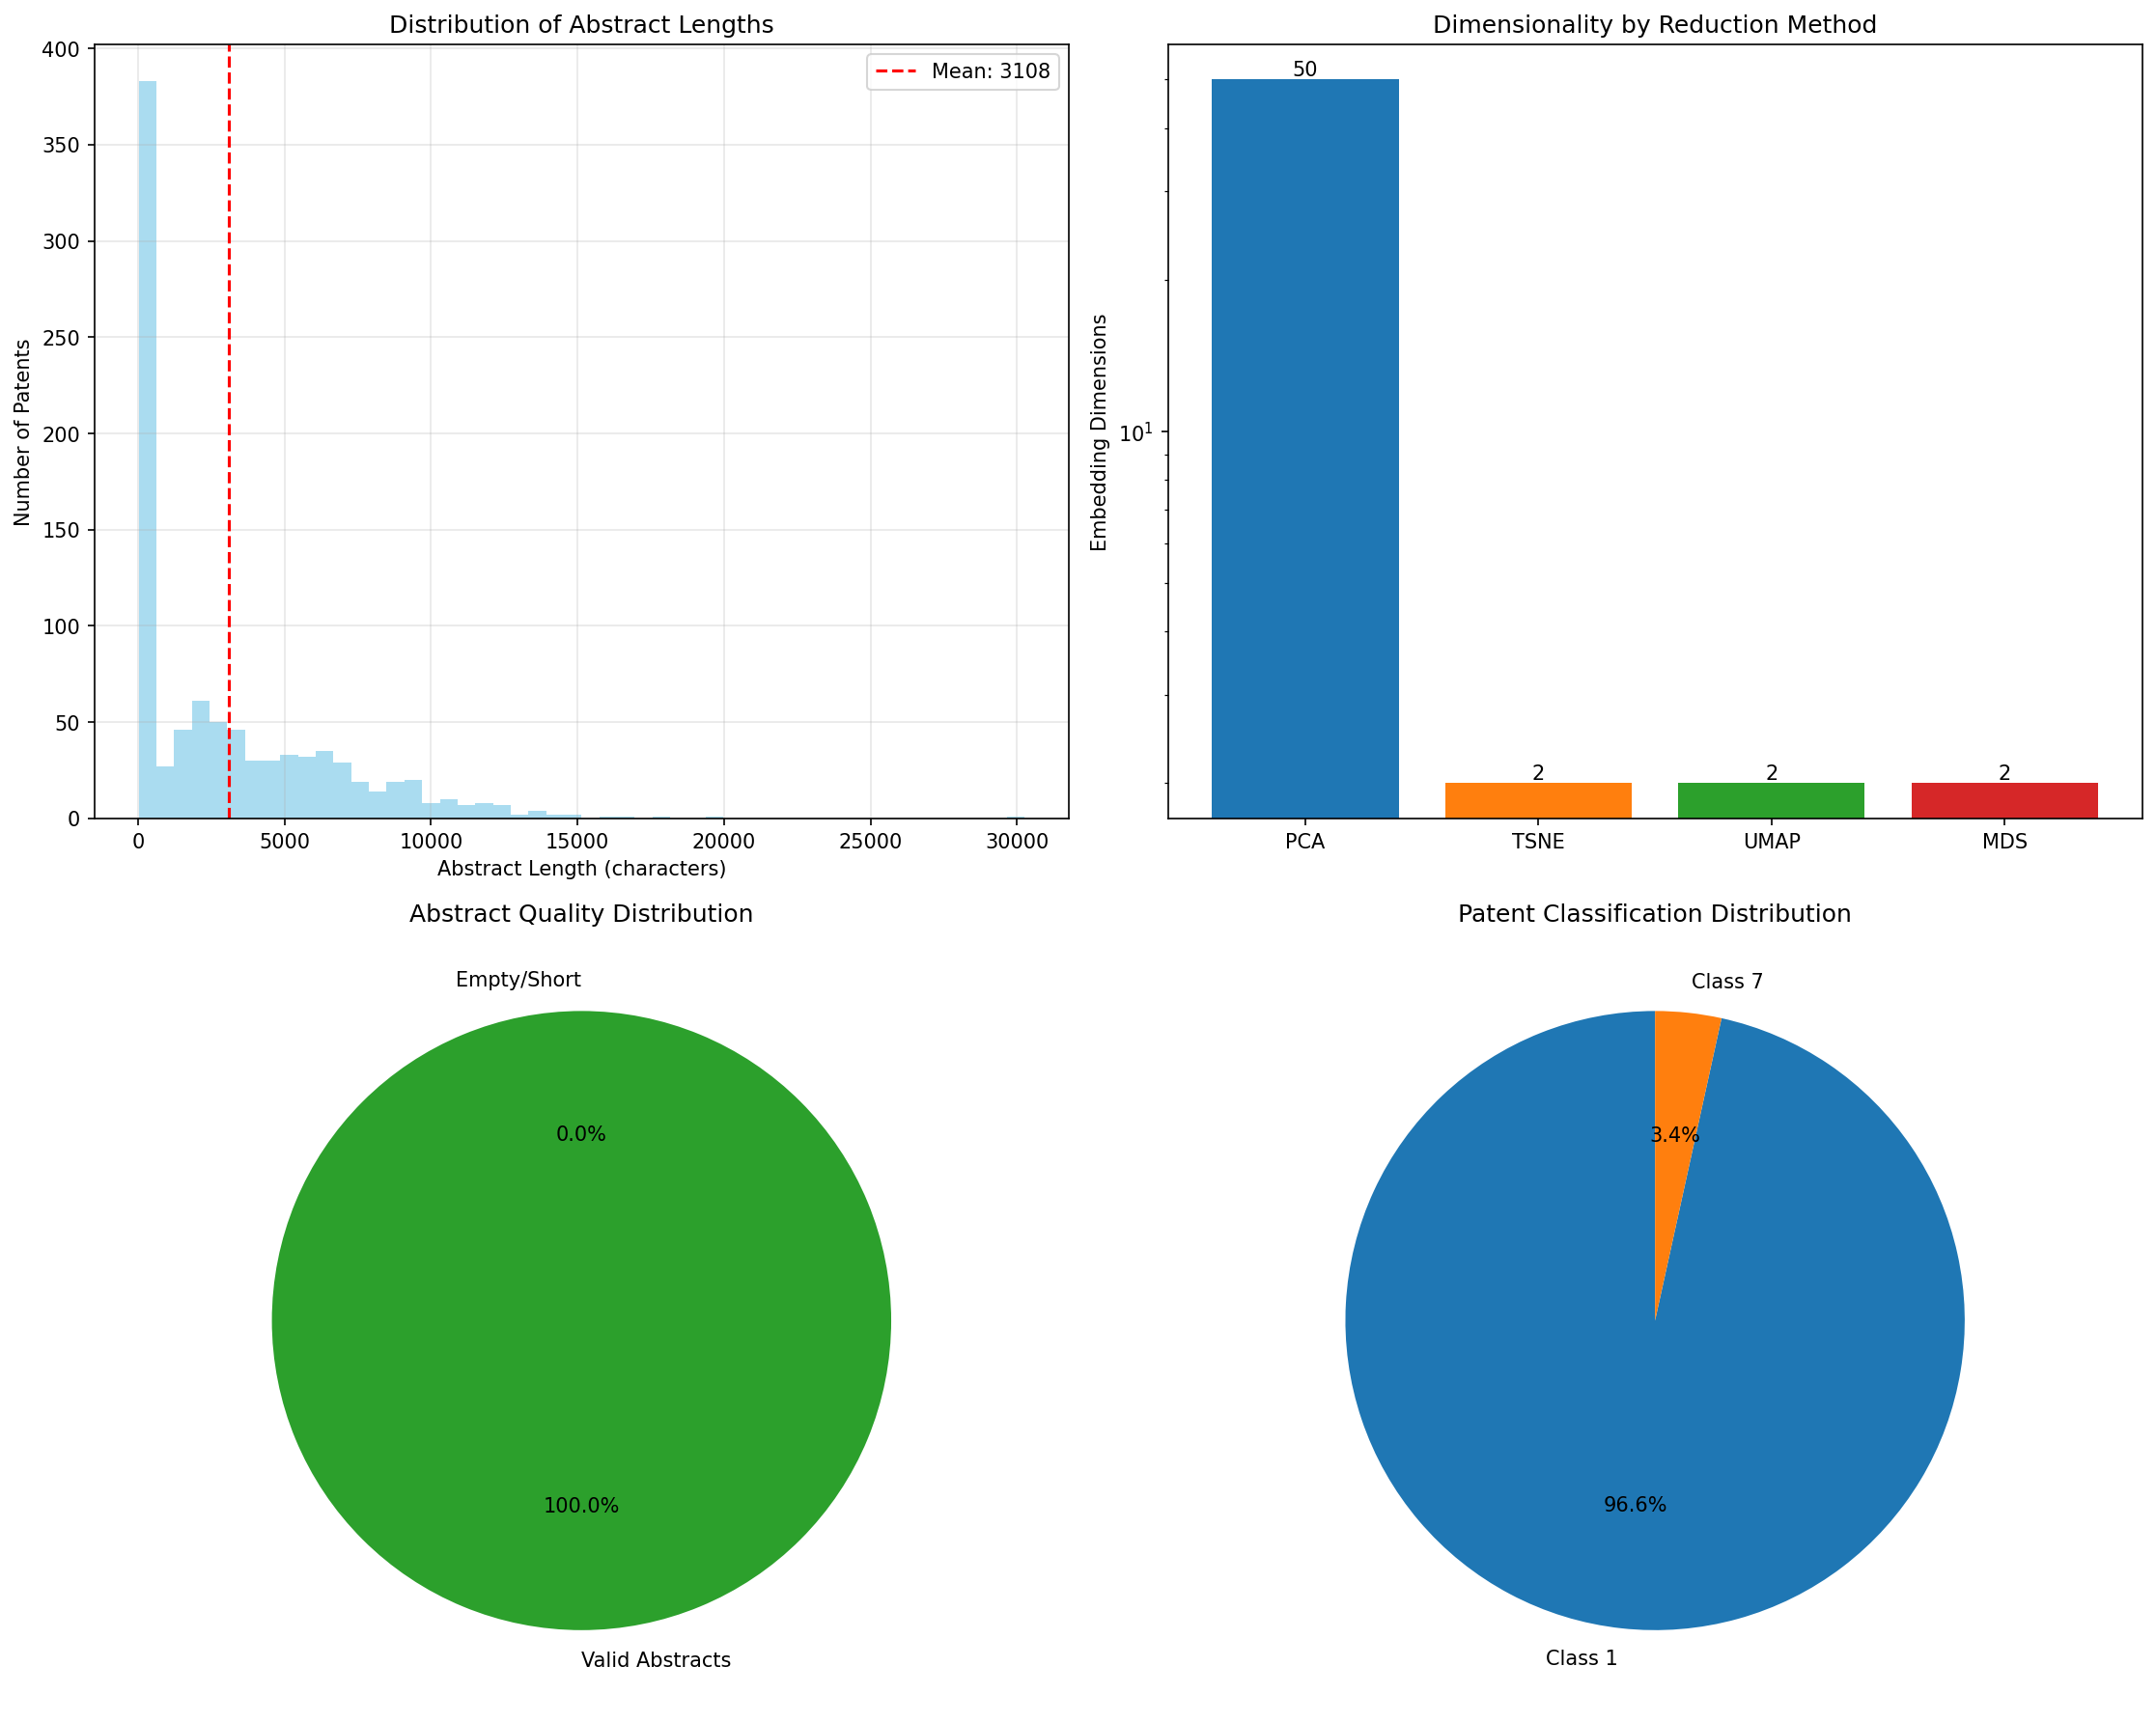 Distribution of Abstract Lengths
Number of Patents
400
350
300
250
200
150
100
50
0
Mean: 3108
0 5000 10000 15000 20000 25000 30000
Abstract Length (characters)
Dimensionality by Reduction Method
Embedding Dimensions
10¹
50
2
2
2
PCA TSNE UMAP MDS
Abstract Quality Distribution
Empty/Short
0.0%
100.0%
Valid Abstracts
Patent Classification Distribution
Class 7
3.4%
96.6%
Class 1